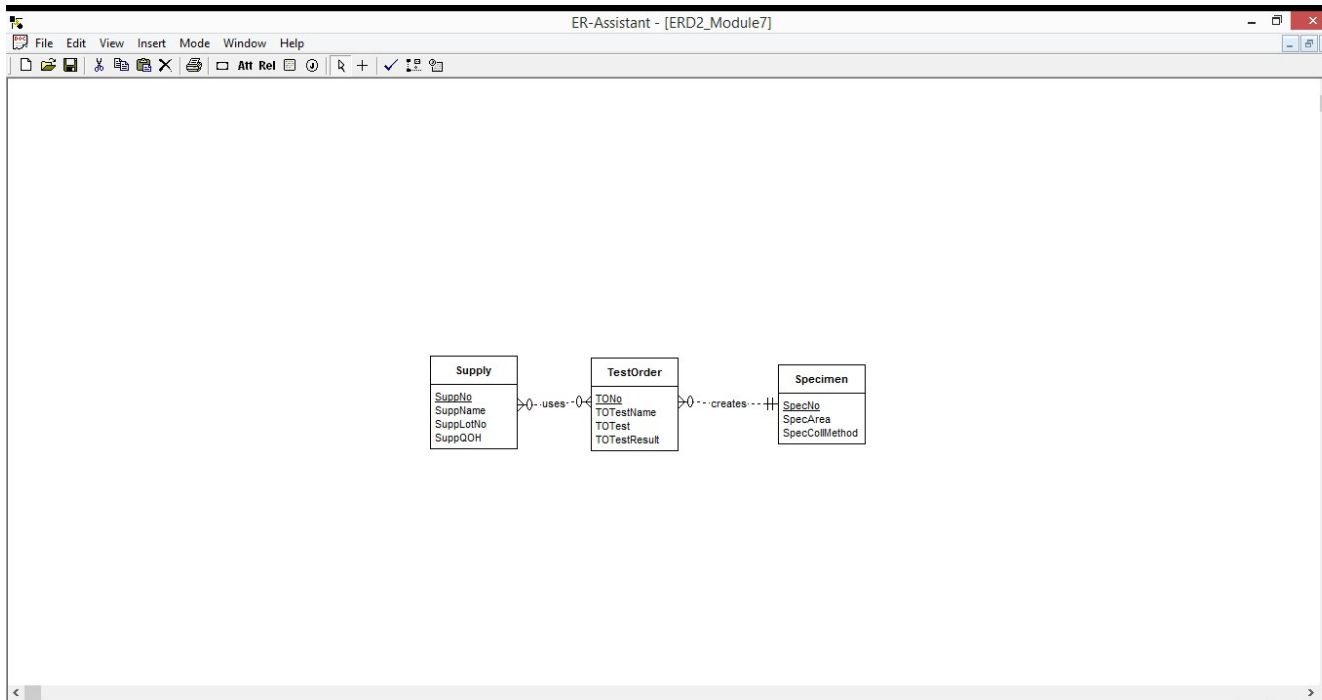 ER-Assistant - [ERD2_Module7]
File Edit View Insert Mode Window Help
Att Rel
Supply
SuppNo
SuppName
SuppLotNo
SuppQOH
uses
TestOrder
TONo
TOTestName
TOTest
TOTestResult
creates
Specimen
SpecNo
SpecArea
SpecCollMethod